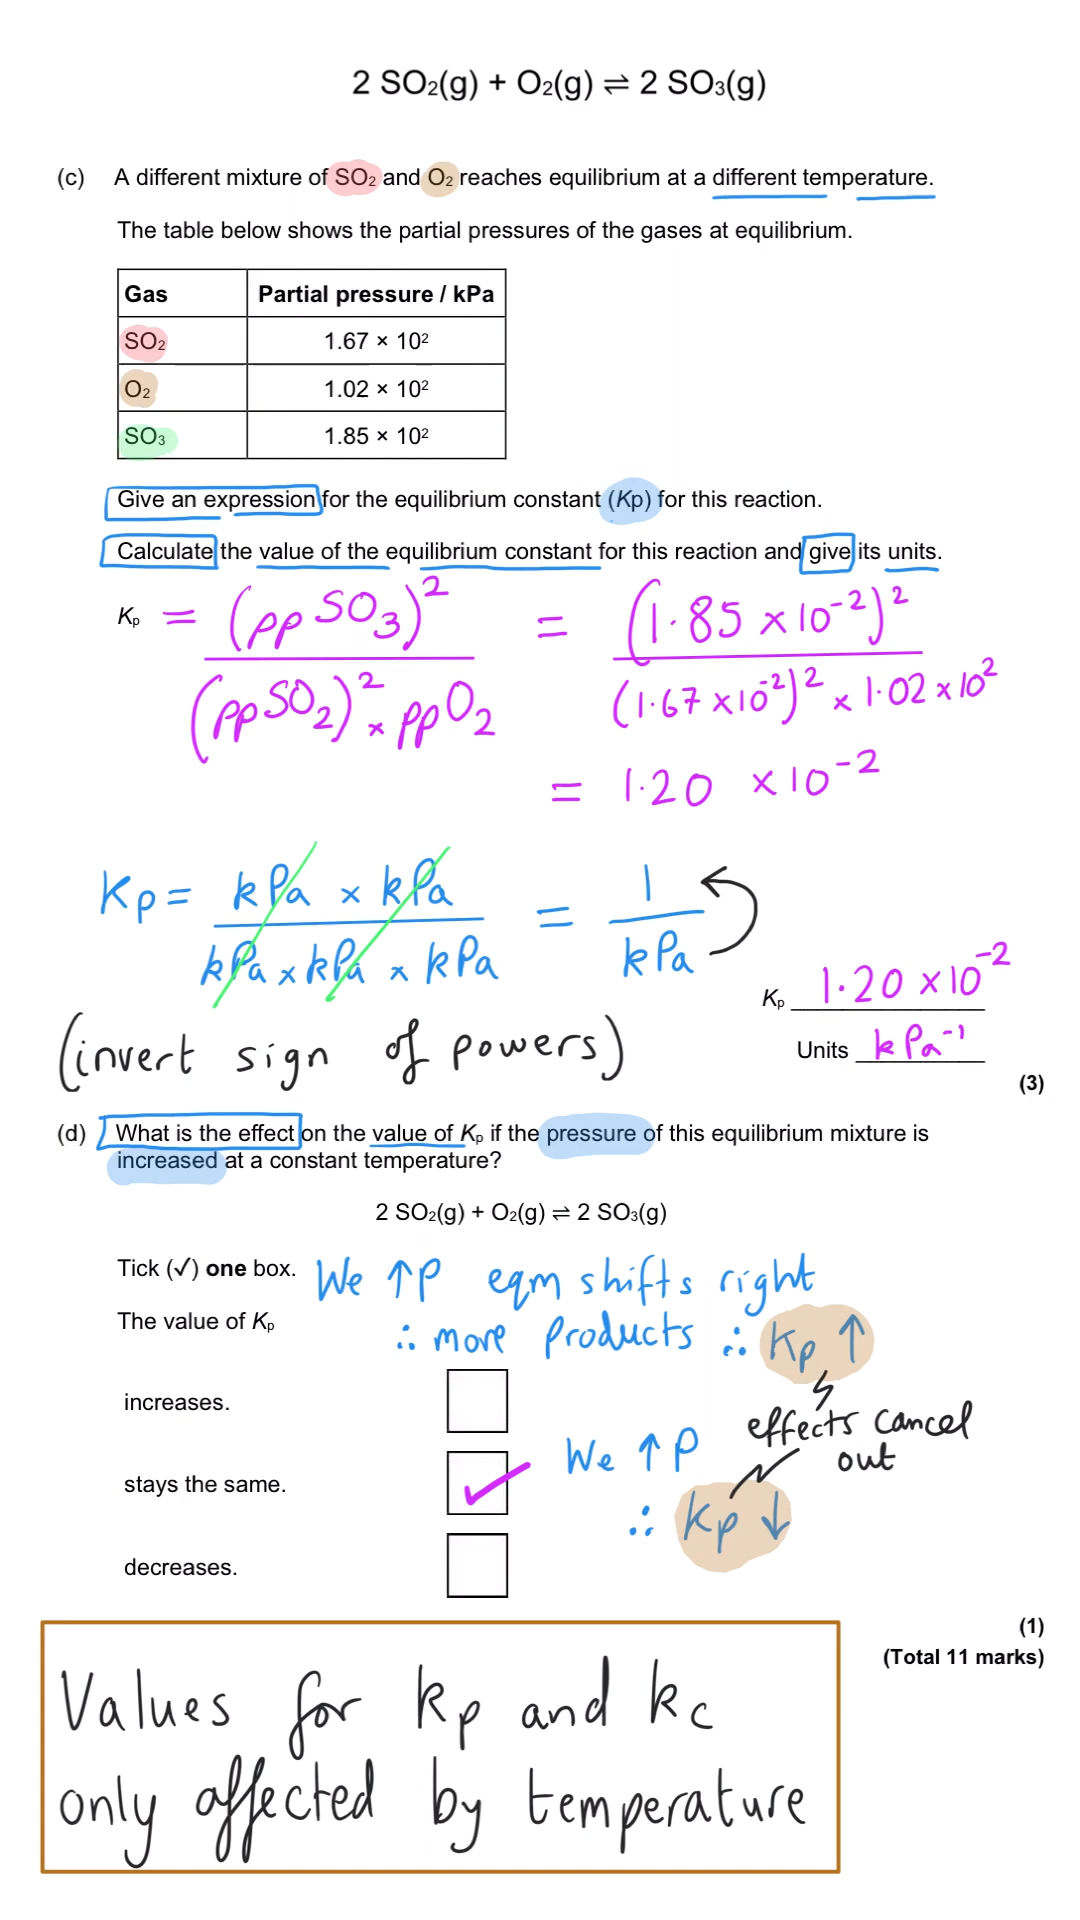 2 SO₂(g) + O₂(g) ⇌ 2 SO₃(g)
(c) A different mixture of SO₂ and O₂ reaches equilibrium at a different temperature.
The table below shows the partial pressures of the gases at equilibrium.
Gas Partial pressure / kPa
SO₂ 1.67 × 10²
O₂ 1.02 × 10²
SO₃ 1.85 × 10²
Give an expression for the equilibrium constant (Kp) for this reaction.
Calculate the value of the equilibrium constant for this reaction and give its units.
Kp = (pp SO₃)² / (pp SO₂)² × pp O₂ = (1.85 × 10⁻²)² / (1.67 × 10⁻²)² × 1.02 × 10²
= 1.20 × 10⁻²
Kp = kPa × kPa / kPa × kPa × kPa = 1 / kPa
Kp 1.20 × 10⁻²
(invert sign of powers)
Units kPa⁻¹
(3)
(d) What is the effect on the value of Kp if the pressure of this equilibrium mixture is
increased at a constant temperature?
2 SO₂(g) + O₂(g) ⇌ 2 SO₃(g)
Tick (✓) one box.
We ↑P eqm shifts right
The value of Kp
∴ more products ∴ Kp ↑
increases.
effects cancel
out
We ↑P
stays the same. ✓
∴ Kp ↓
decreases.
(1)
(Total 11 marks)
Values for Kp and Kc
only affected by temperature